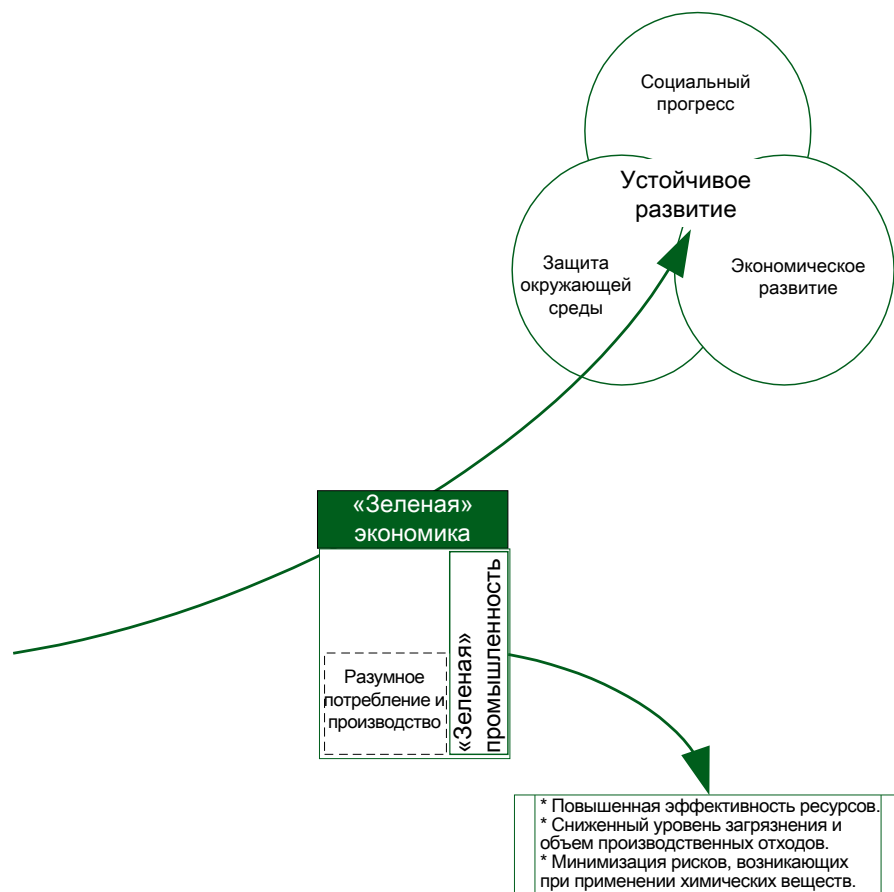 Социальный
прогресс
Устойчивое
развитие
Защита
окружающей
среды
Экономическое
развитие
«Зеленая»
экономика
«Зеленая»
промышленность
Разумное
потребление и
производство
* Повышенная эффективность ресурсов.
* Сниженный уровень загрязнения и
объем производственных отходов.
* Минимизация рисков, возникающих
при применении химических веществ.